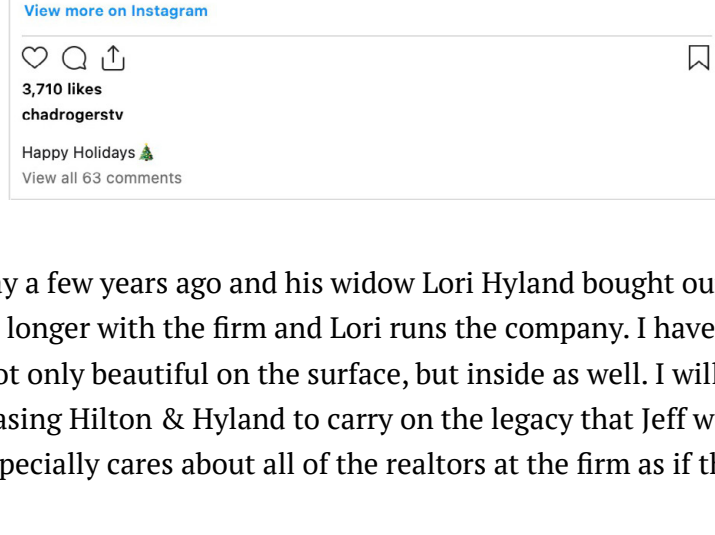 View more on Instagram
3,710 likes
chadrogerstv
Happy Holidays🎄
View all 63 comments
a few years ago and his widow Lori Hyland bought
longer with the firm and Lori runs the company. I have
only beautiful on the surface, but inside as well. I will
Hilton & Hyland to carry on the legacy that Jeff
cares about all of the realtors at the firm as if